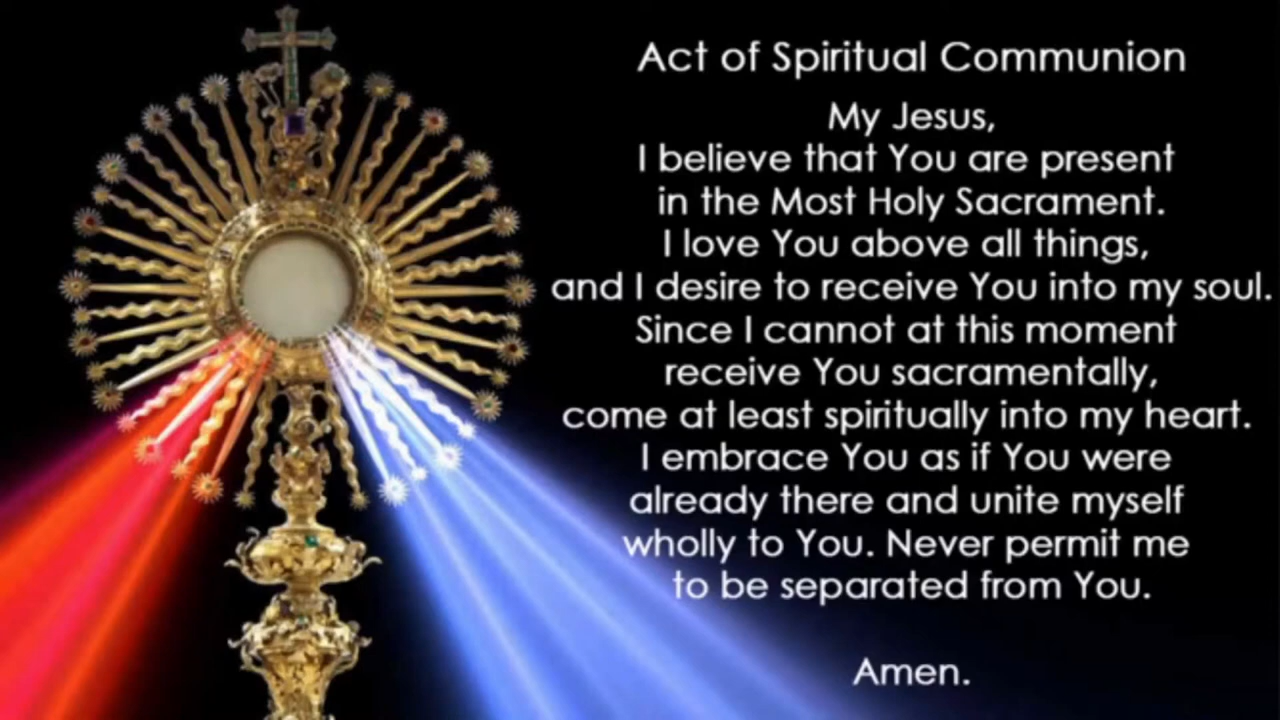 Act of Spiritual Communion
My Jesus,
I believe that You are present
in the Most Holy Sacrament.
I love You above all things,
and I desire to receive You into my soul.
Since I cannot at this moment
receive You sacramentally,
come at least spiritually into my heart.
I embrace You as if You were
already there and unite myself
wholly to You. Never permit me
to be separated from You.
Amen.